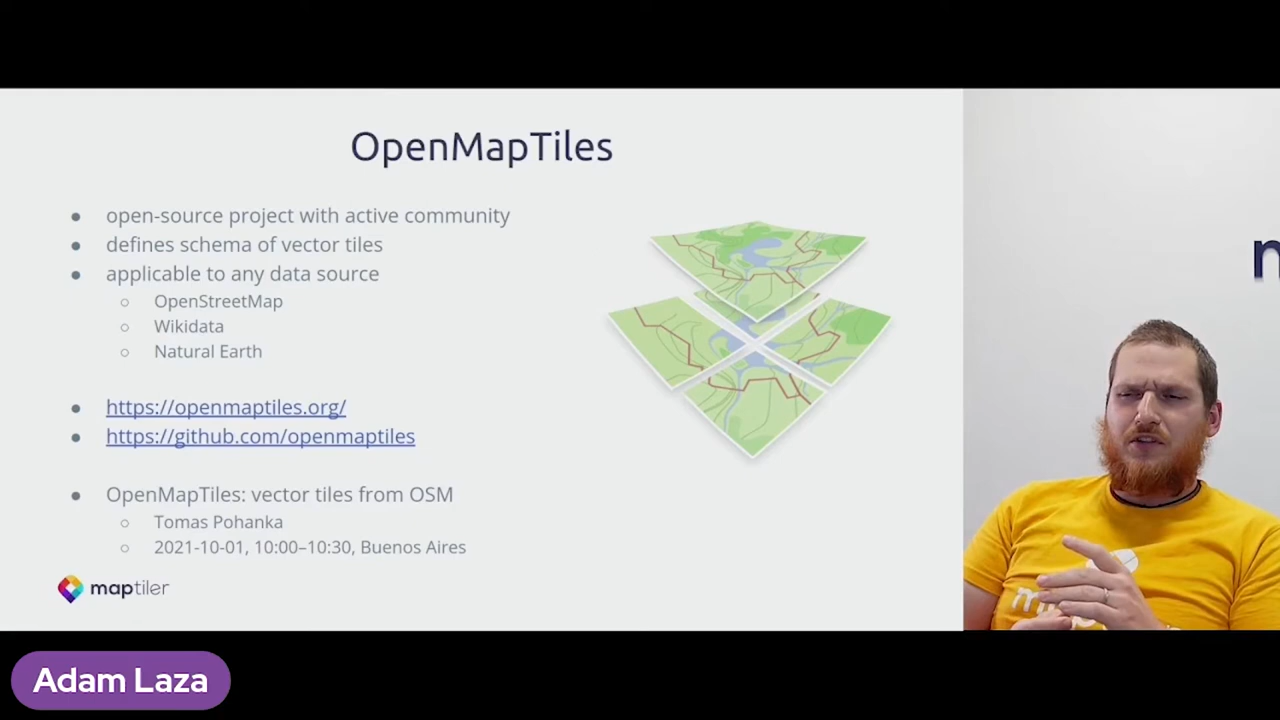 OpenMapTiles
● open-source project with active community
● defines schema of vector tiles
● applicable to any data source
○ OpenStreetMap
○ Wikidata
○ Natural Earth
● https://openmaptiles.org/
● https://github.com/openmaptiles
● OpenMapTiles: vector tiles from OSM
○ Tomas Pohanka
○ 2021-10-01, 10:00–10:30, Buenos Aires
maptiler
Adam Laza